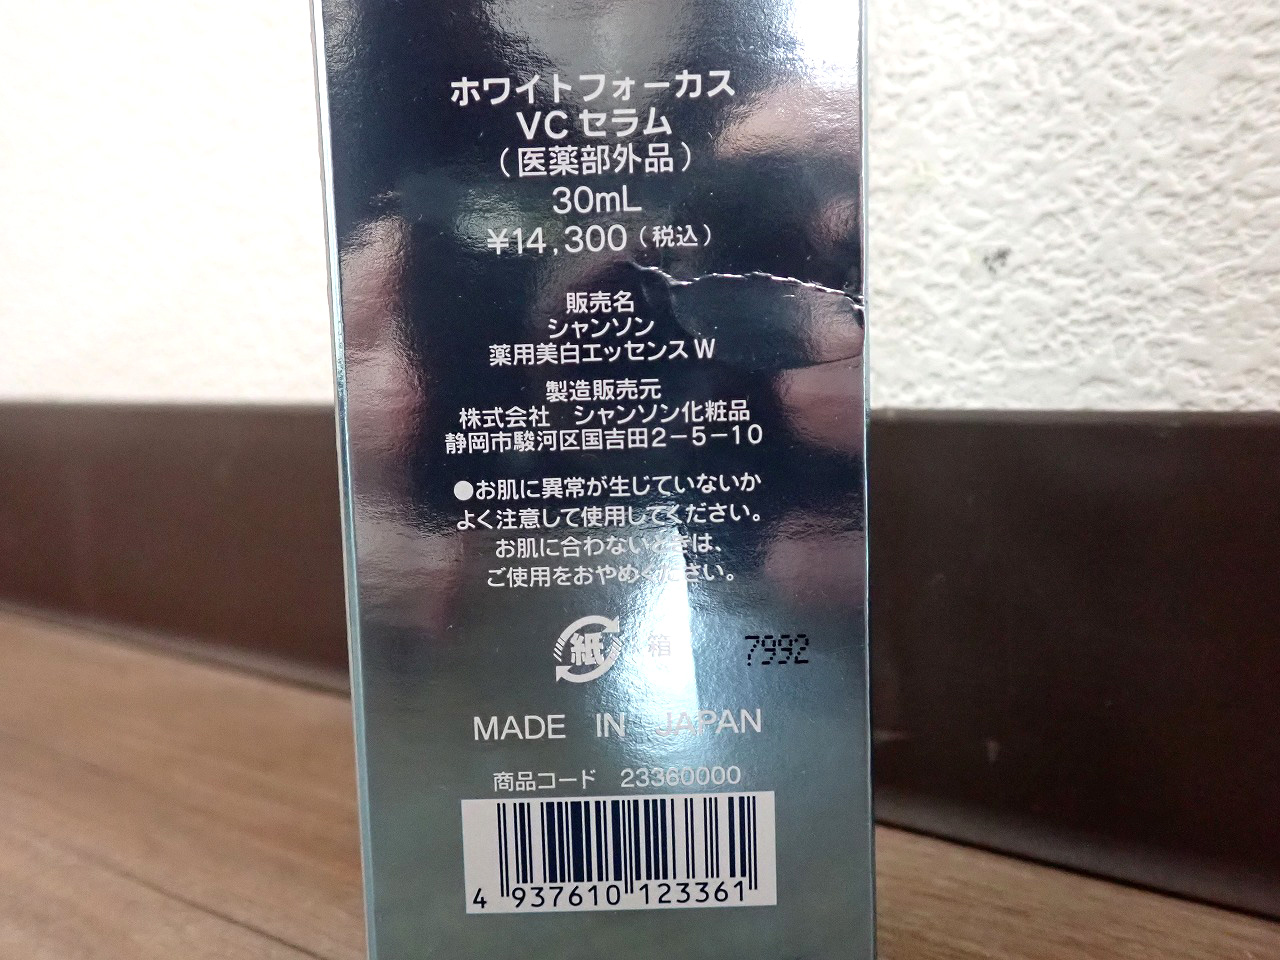 ホワイトフォーカス
VC セラム
（医薬部外品）
30mL
¥14,300（税込）
販売名
シャンソン
薬用美白エッセンス W
製造販売元
株式会社　シャンソン化粧品
静岡市駿河区国吉田2−5−10
●お肌に異常が生じていないか
よく注意して使用してください。
お肌に合わないときは、
ご使用をおやめください。
紙 箱 7992
MADE IN JAPAN
商品コード　23360000
4 937610 123361